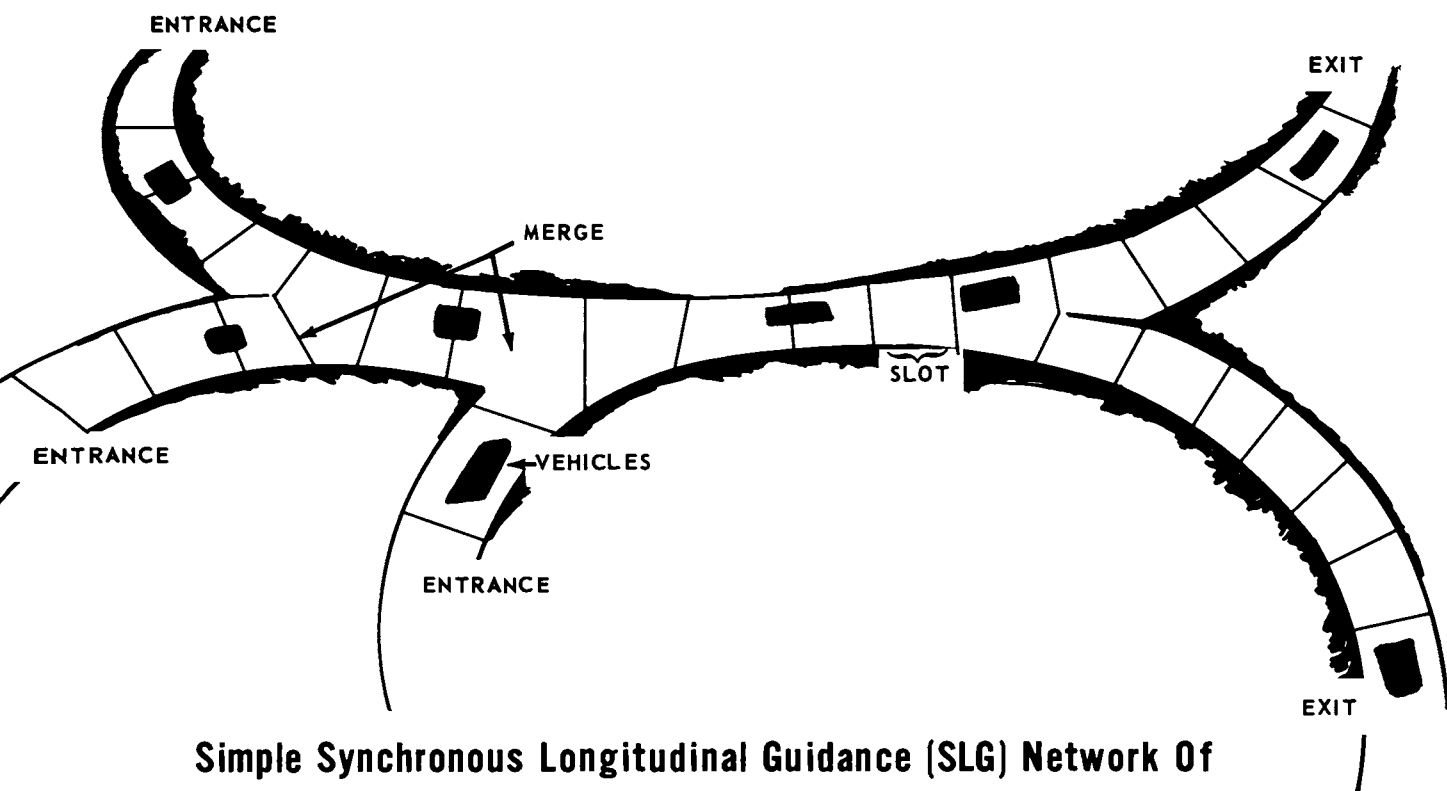 ENTRANCE
EXIT
MERGE
SLOT
ENTRANCE
VEHICLES
ENTRANCE
EXIT
Simple Synchronous Longitudinal Guidance (SLG) Network Of